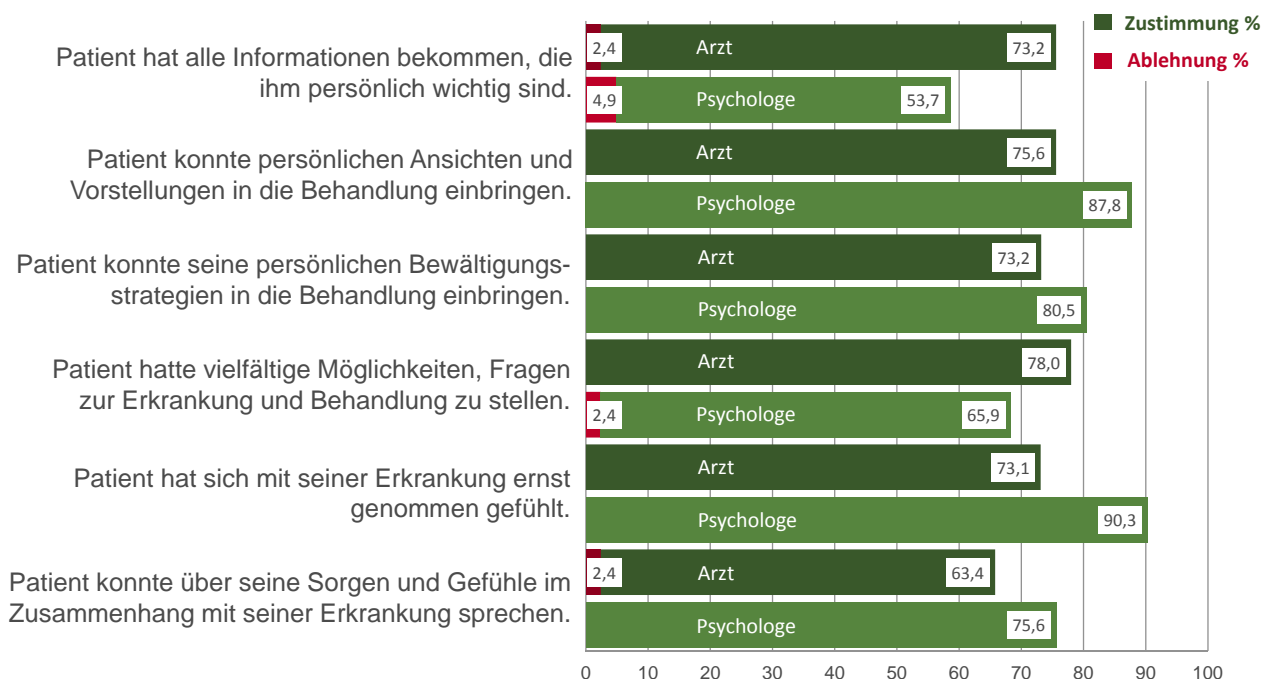 Zustimmung %
Ablehnung %
Patient hat alle Informationen bekommen, die
ihm persönlich wichtig sind.
2,4 Arzt 73,2
4,9 Psychologe 53,7
Patient konnte persönlichen Ansichten und
Vorstellungen in die Behandlung einbringen.
Arzt 75,6
Psychologe 87,8
Patient konnte seine persönlichen Bewältigungs-
strategien in die Behandlung einbringen.
Arzt 73,2
Psychologe 80,5
Patient hatte vielfältige Möglichkeiten, Fragen
zur Erkrankung und Behandlung zu stellen.
Arzt 78,0
2,4 Psychologe 65,9
Patient hat sich mit seiner Erkrankung ernst
genommen gefühlt.
Arzt 73,1
Psychologe 90,3
Patient konnte über seine Sorgen und Gefühle im
Zusammenhang mit seiner Erkrankung sprechen.
2,4 Arzt 63,4
Psychologe 75,6
0 10 20 30 40 50 60 70 80 90 100